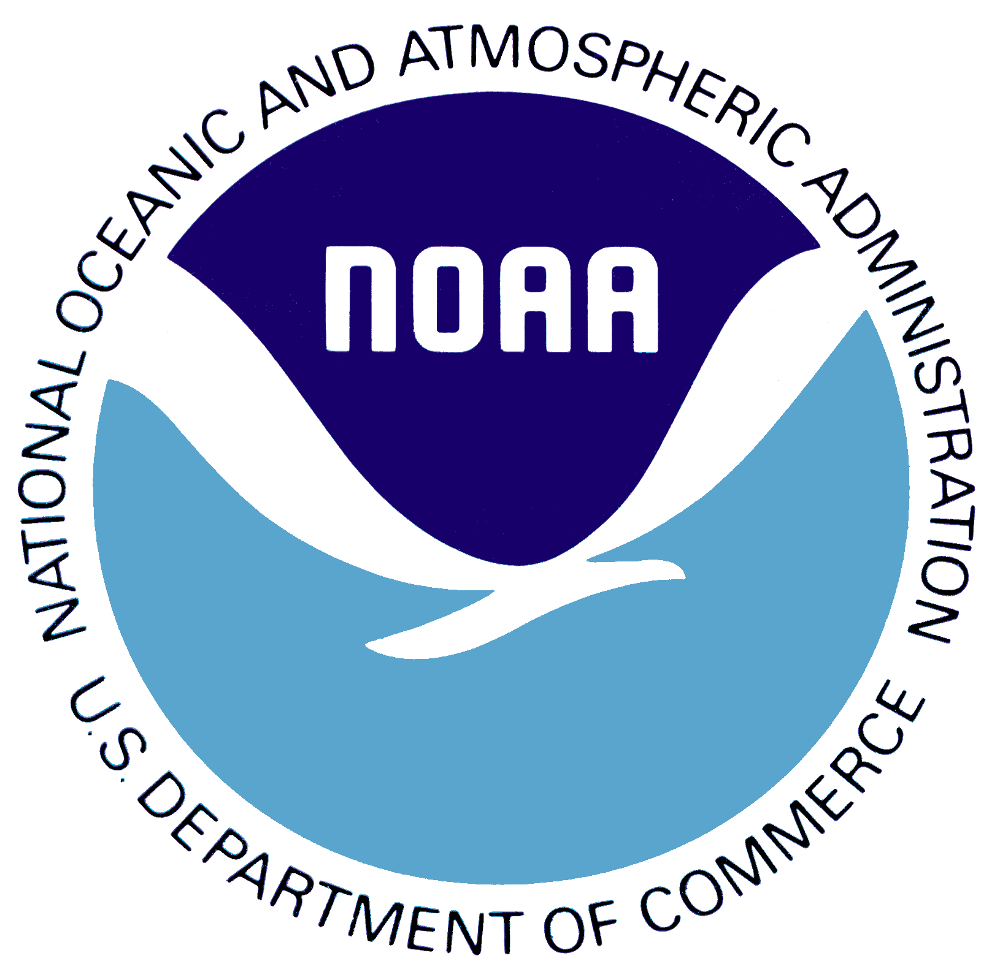 NATIONAL OCEANIC AND ATMOSPHERIC ADMINISTRATION
NOAA
U.S. DEPARTMENT OF COMMERCE